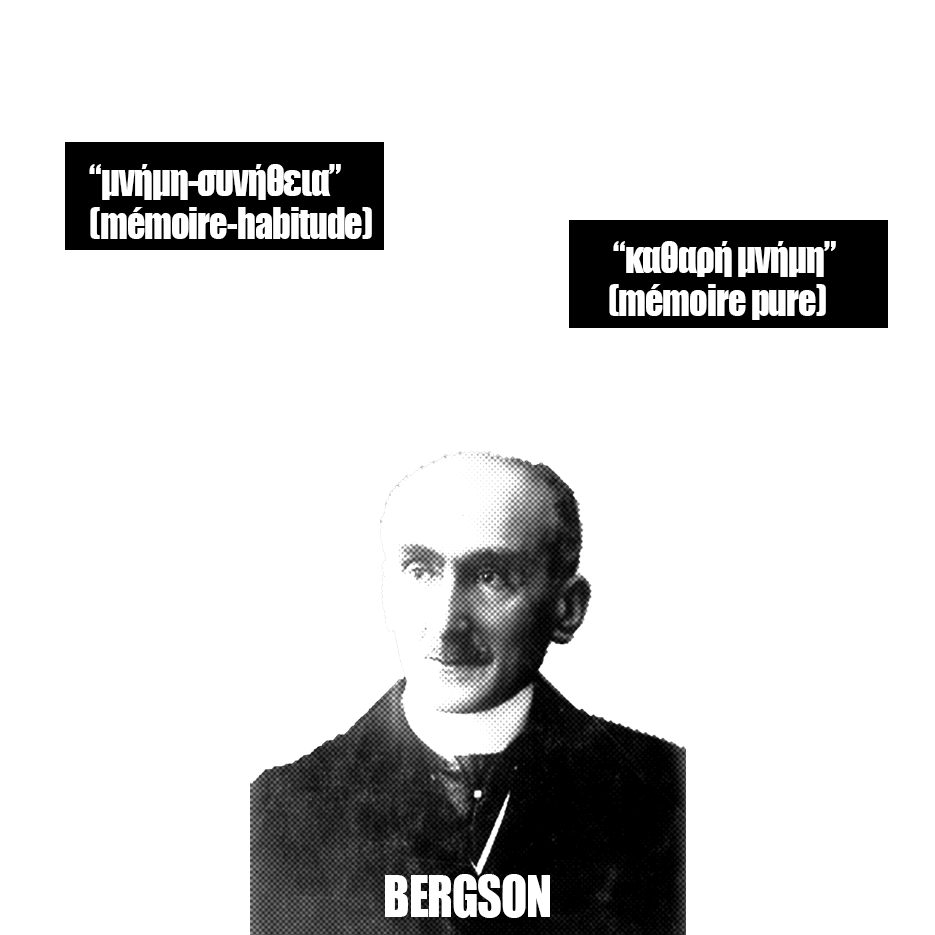 “μνήμη-συνήθεια”
(mémoire-habitude)
“καθαρή μνήμη”
(mémoire pure)
BERGSON